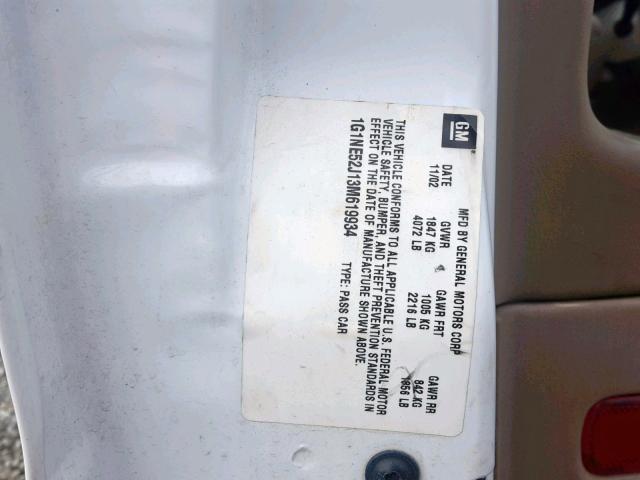 GM
MFD BY GENERAL MOTORS CORP
DATE GVWR GAWR FRT GAWR RR
11/02 1847 KG 1005 KG 842 KG
4072 LB 2216 LB 1856 LB
THIS VEHICLE CONFORMS TO ALL APPLICABLE U.S. FEDERAL MOTOR
VEHICLE SAFETY, BUMPER, AND THEFT PREVENTION STANDARDS IN
EFFECT ON THE DATE OF MANUFACTURE SHOWN ABOVE.
1G1NE52J13M619934 TYPE: PASS CAR